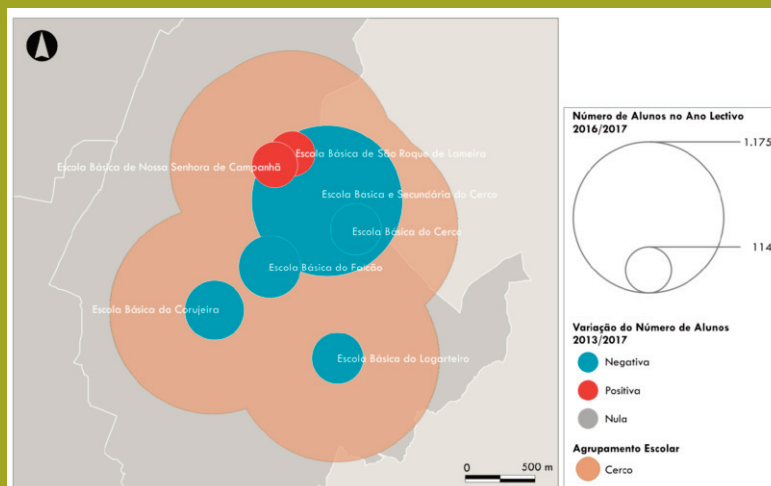 Escola Básica de São Roque de Lameira
Escola Básica de Nossa Senhora de Campanhã
Escola Básica e Secundária do Cerco
Escola Básica do Cerco
Escola Básica do Falcão
Escola Básica da Corujeira
Escola Básica do Lagarteiro
0 500 m
Número de Alunos no Ano Lectivo
2016/2017
1.175
114
Variação do Número de Alunos
2013/2017
Negativa
Positiva
Nula
Agrupamento Escolar
Cerco